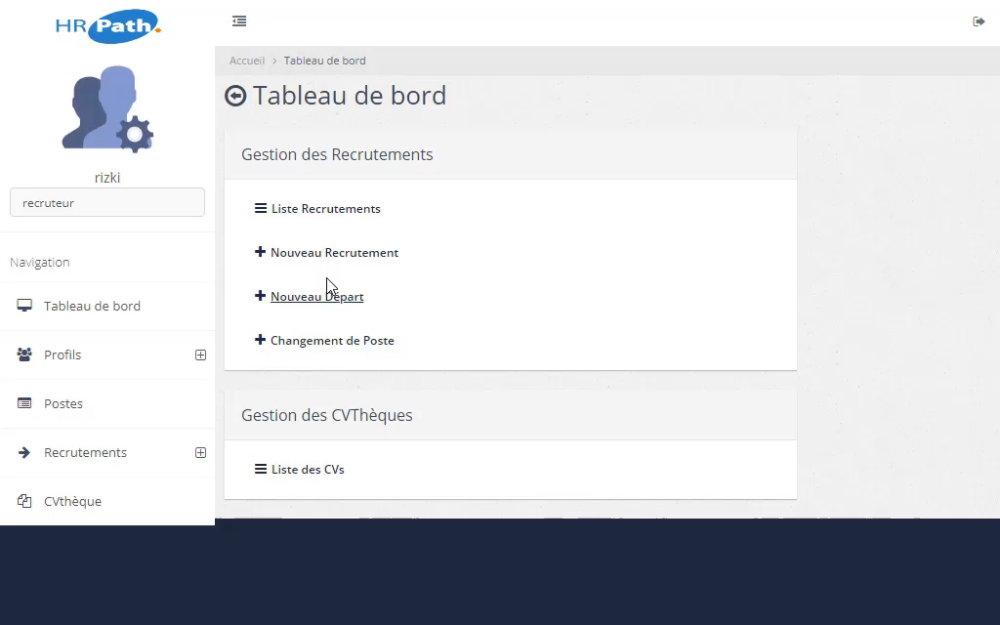 HR Path.
rizki
recruteur
Navigation
Tableau de bord
Profils
Postes
Recrutements
CVthèque
Accueil › Tableau de bord
Tableau de bord
Gestion des Recrutements
Liste Recrutements
Nouveau Recrutement
Nouveau Départ
Changement de Poste
Gestion des CVThèques
Liste des CVs